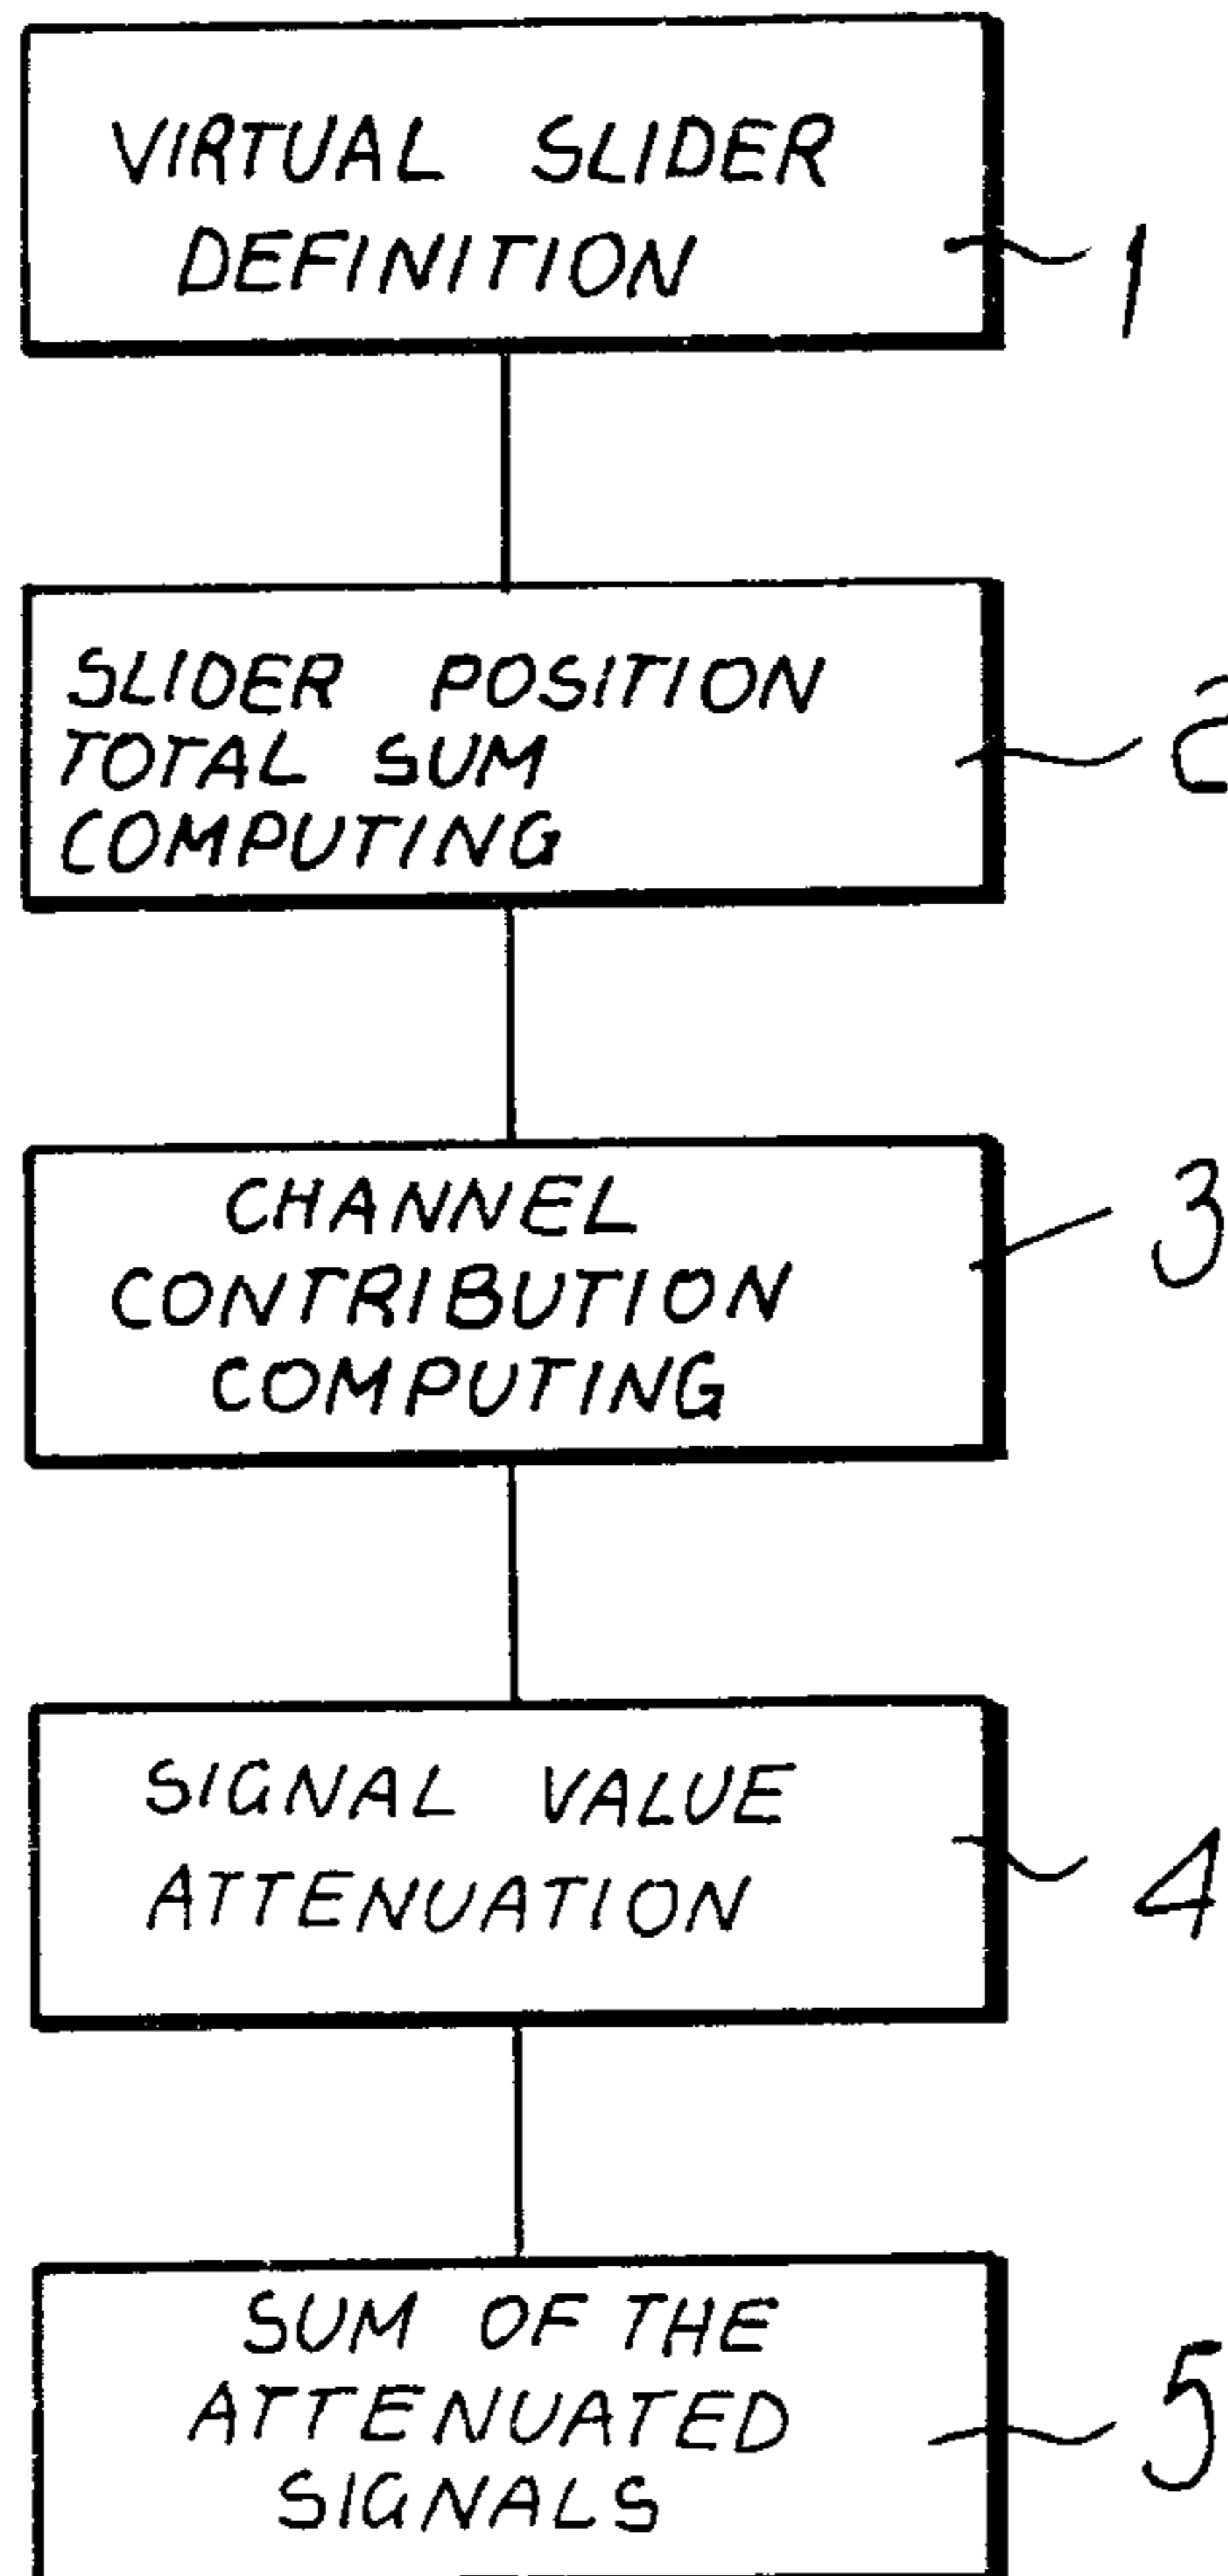 VIRTUAL SLIDER
DEFINITION
1
SLIDER POSITION
TOTAL SUM
COMPUTING
2
CHANNEL
CONTRIBUTION
COMPUTING
3
SIGNAL VALUE
ATTENUATION
4
SUM OF THE
ATTENUATED
SIGNALS
5